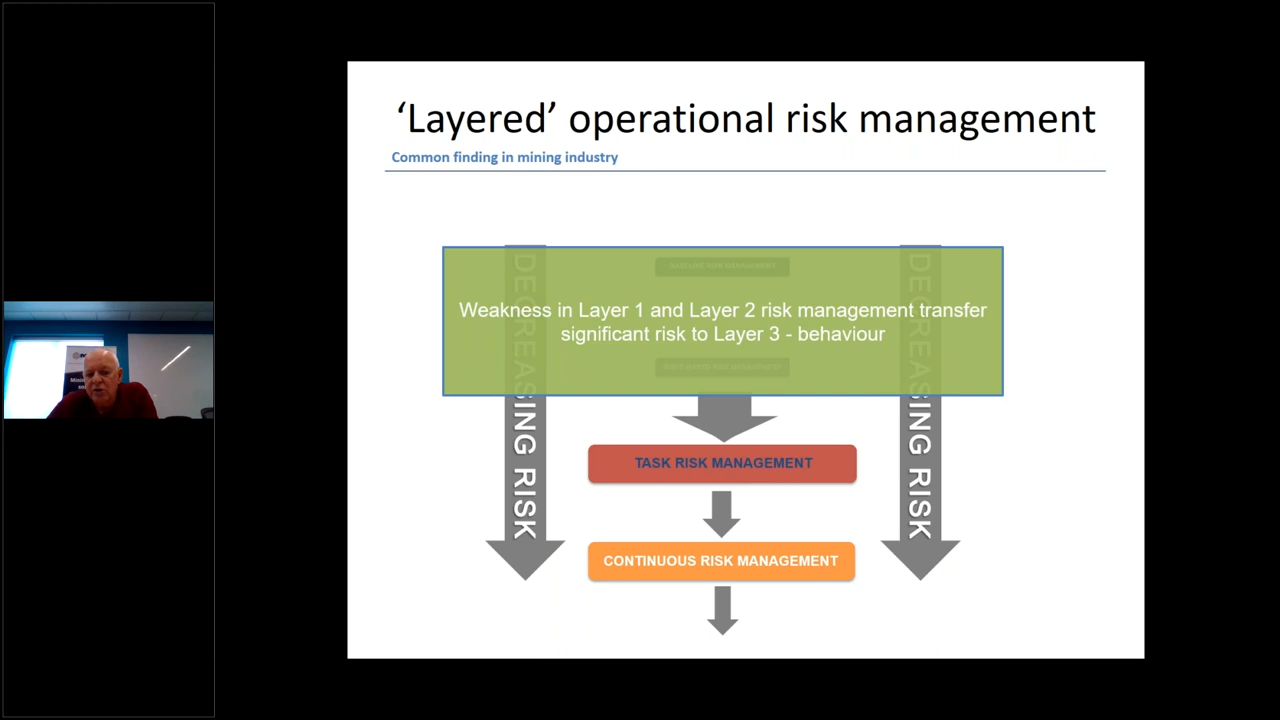 ‘Layered’ operational risk management
Common finding in mining industry
Weakness in Layer 1 and Layer 2 risk management transfer
significant risk to Layer 3 - behaviour
DECREASING RISK
DECREASING RISK
TASK RISK MANAGEMENT
CONTINUOUS RISK MANAGEMENT